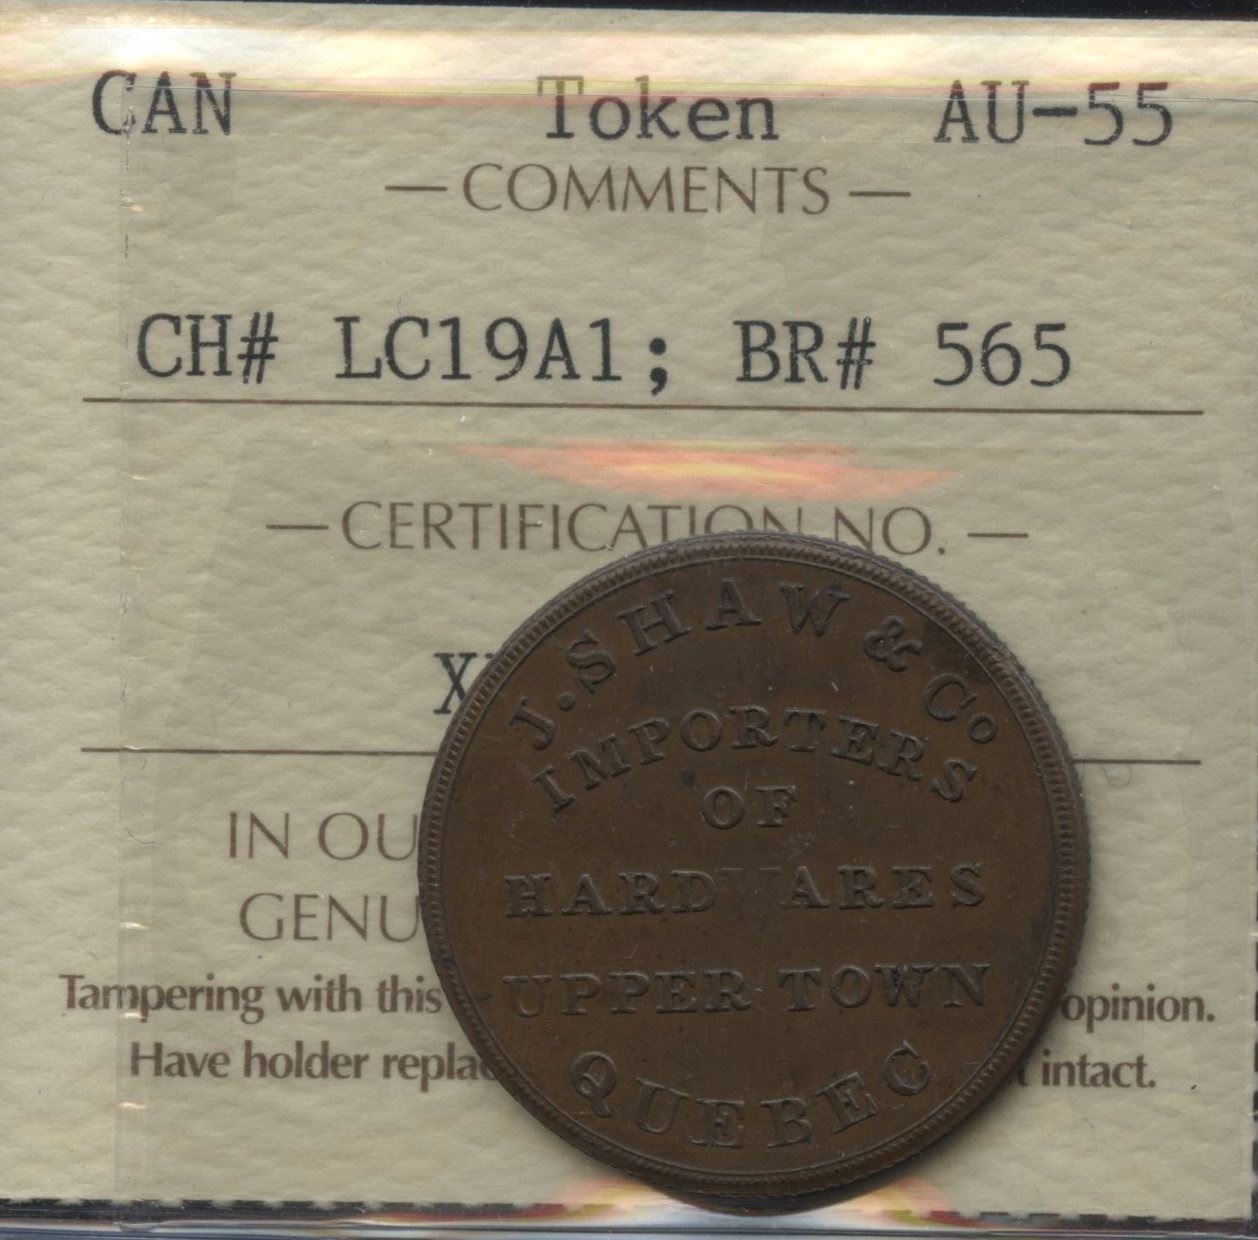 CAN Token AU-55
COMMENTS
CH# LC19A1; BR# 565
CERTIFICATION NO.
J. SHAW & Co
IMPORTERS
OF
HARDWARES
UPPER TOWN
QUEBEC
IN OU
GENU
Tampering with this opinion.
Have holder replac intact.